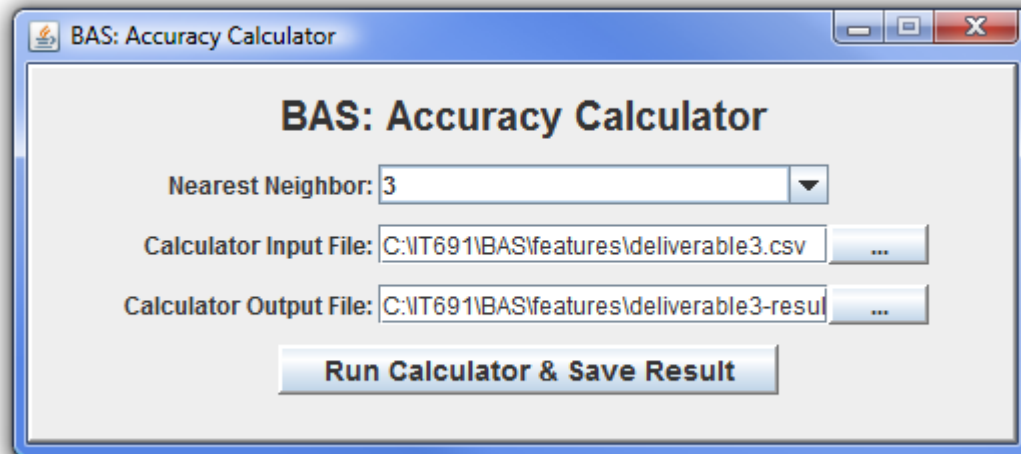 BAS: Accuracy Calculator
BAS: Accuracy Calculator
Nearest Neighbor: 3
Calculator Input File: C:\IT691\BAS\features\deliverable3.csv ...
Calculator Output File: C:\IT691\BAS\features\deliverable3-resul ...
Run Calculator & Save Result